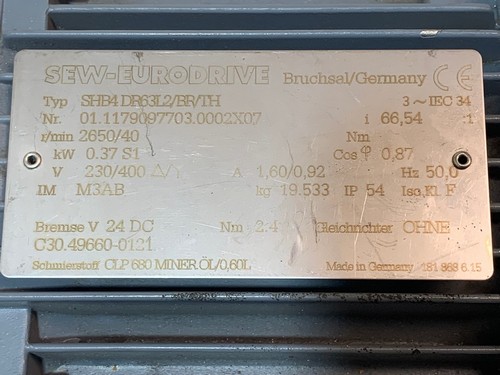 SEW-EURODRIVE Bruchsal/Germany CE
Typ SHB4 DR63L2/BR/TH 3~IEC 34
Nr. 01.1179097703.0002X07 i 66,54 :1
r/min 2650/40 Nm
kW 0.37 S1 Cos φ 0,87
V 230/400 Δ/Y A 1,60/0,92 Hz 50,0
IM M3AB kg 19.533 IP 54 Iso.Kl. F
Bremse V 24 DC Nm 2.4 Gleichrichter OHNE
C30.49660-0121
Schmierstoff CLP 680 MINER.ÖL/0,60L Made in Germany 181 868 6.15